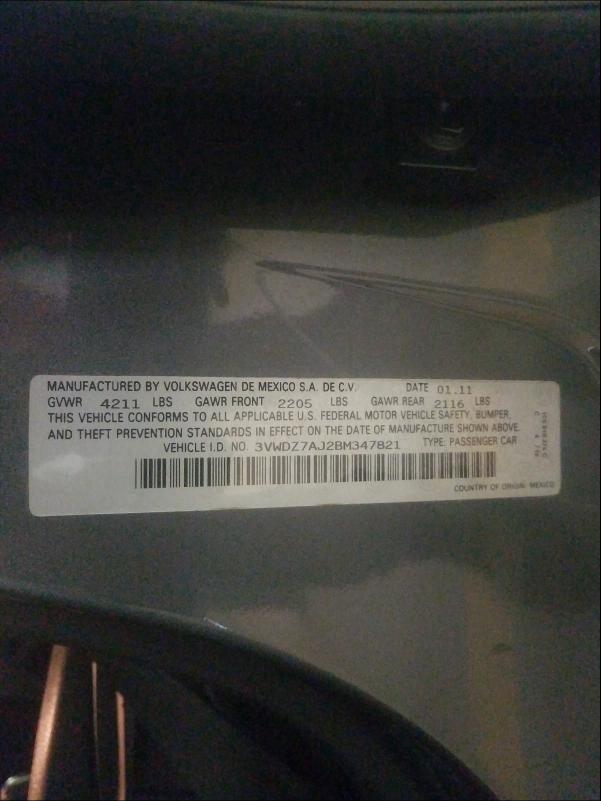 MANUFACTURED BY VOLKSWAGEN DE MEXICO S.A. DE C.V. DATE 01.11
GVWR 4211 LBS GAWR FRONT 2205 LBS GAWR REAR 2116 LBS
THIS VEHICLE CONFORMS TO ALL APPLICABLE U.S. FEDERAL MOTOR VEHICLE SAFETY, BUMPER,
AND THEFT PREVENTION STANDARDS IN EFFECT ON THE DATE OF MANUFACTURE SHOWN ABOVE.
VEHICLE I.D. NO. 3VWDZ7AJ2BM347821 TYPE: PASSENGER CAR
COUNTRY OF ORIGIN: MEXICO